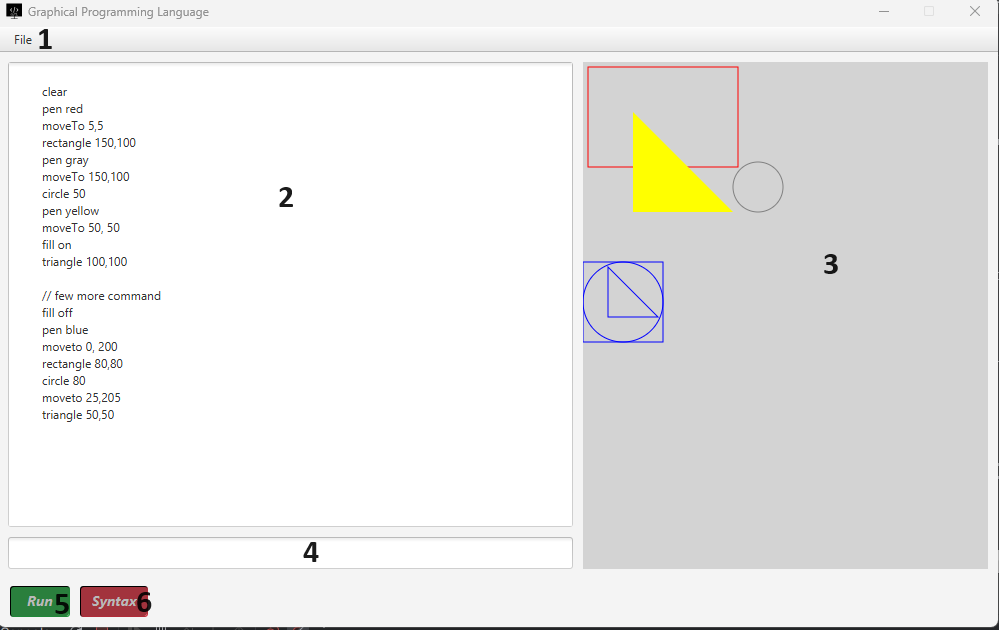 Graphical Programming Language
File 1
clear
pen red
moveTo 5,5
rectangle 150,100
pen gray
moveTo 150,100
circle 50
pen yellow
moveTo 50, 50
fill on
triangle 100,100
// few more command
fill off
pen blue
moveto 0, 200
rectangle 80,80
circle 80
moveto 25,205
triangle 50,50
2
3
4
Run 5
Syntax 6